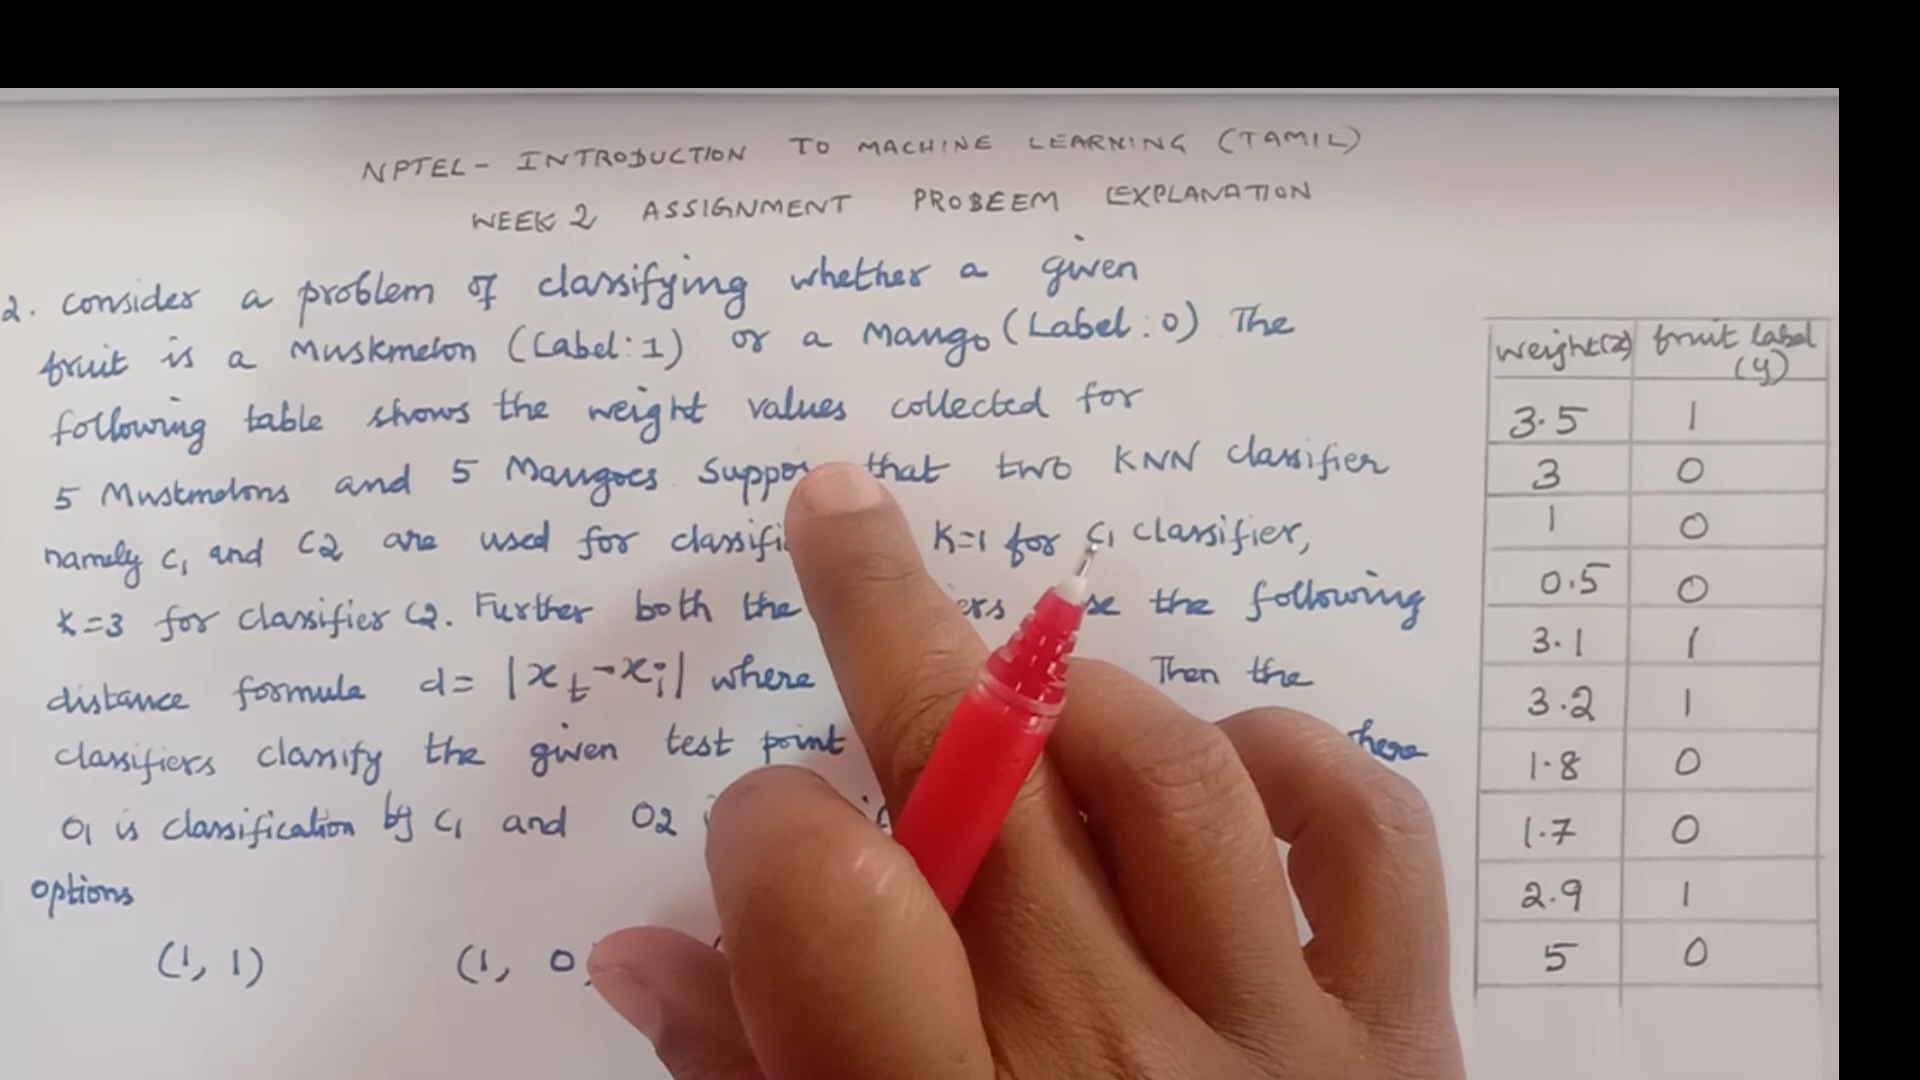 NPTEL - INTRODUCTION TO MACHINE LEARNING (TAMIL)
WEEK 2 ASSIGNMENT PROBEEM EXPLANATION
2. Consider a problem of classifying whether a given
fruit is a Muskmelon (Label:1) or a Mango (Label:0) The
following table shows the weight values collected for
5 Muskmelons and 5 Mangoes Suppo that two KNN classifier
namely C1 and C2 are used for classifi K=1 for C1 classifier,
K=3 for classifier C2. Further both the ers se the following
distance formula d= |xt-xi| where Then the
classifiers classify the given test point here
O1 is classification by C1 and O2
options
(1, 1) (1, 0,
weight(x) fruit label (y)
3.5 1
3 0
1 0
0.5 0
3.1 1
3.2 1
1.8 0
1.7 0
2.9 1
5 0